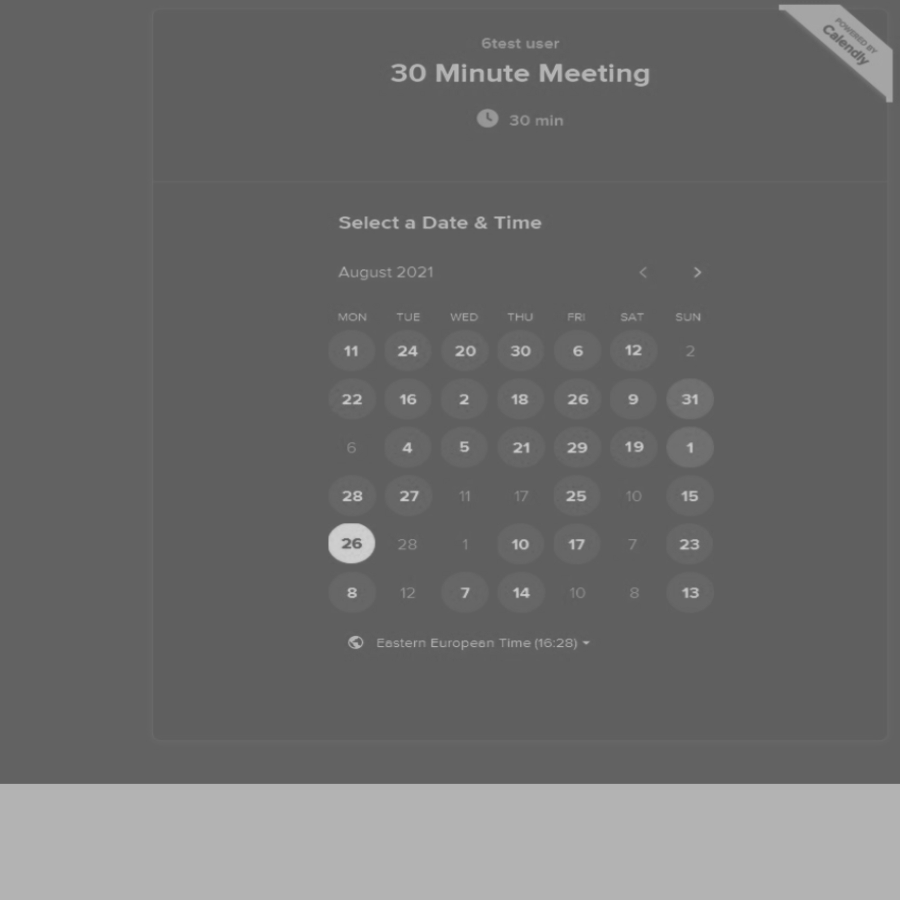 6test user
30 Minute Meeting
30 min
POWERED BY
Calendly
Select a Date & Time
August 2021
MON TUE WED THU FRI SAT SUN
11 24 20 30 6 12 2
22 16 2 18 26 9 31
6 4 5 21 29 19 1
28 27 11 17 25 10 15
26 28 1 10 17 7 23
8 12 7 14 10 8 13
Eastern European Time (16:28)